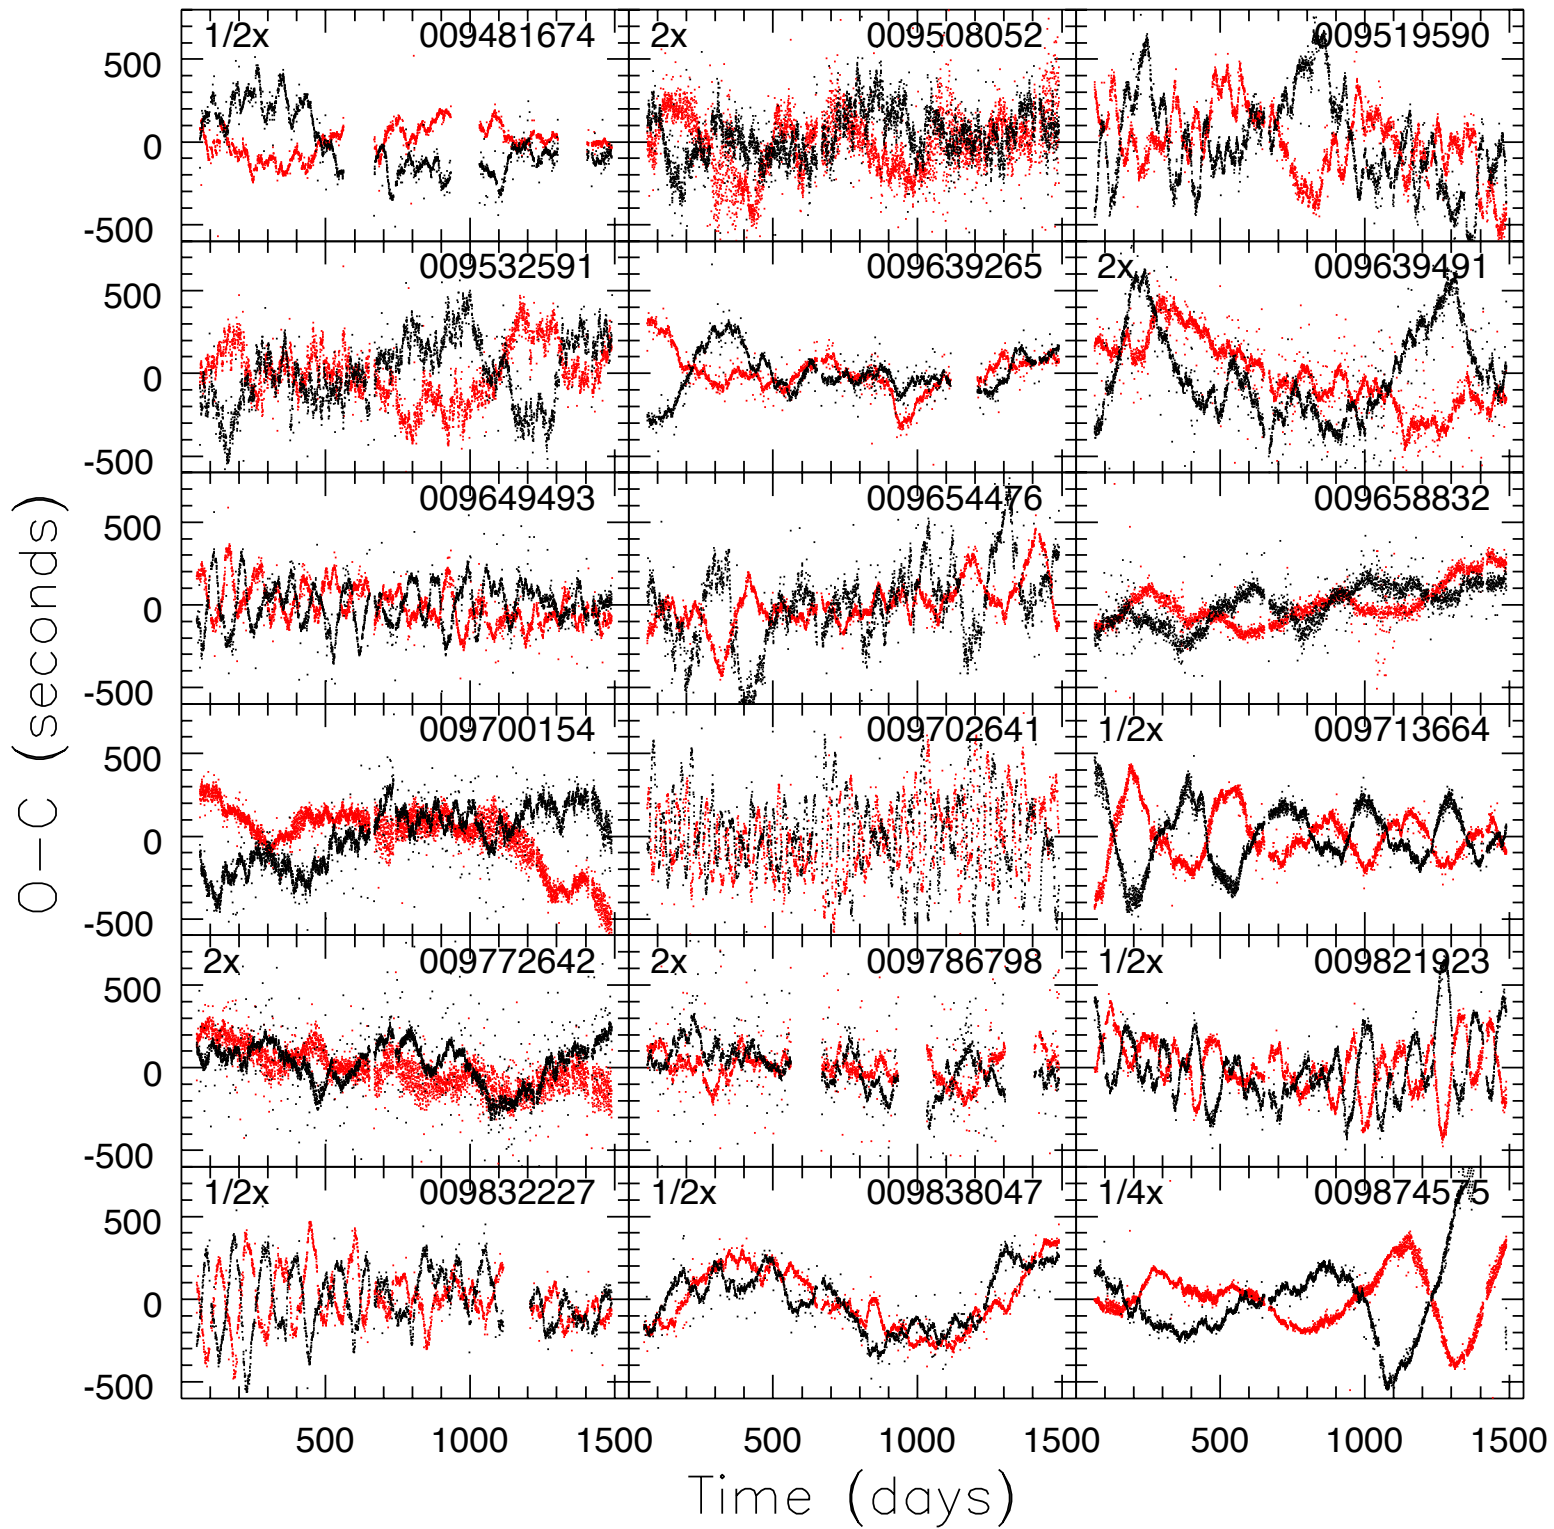 1/2x 009481674
2x 009508052
009519590
009532591
009639265
2x 009639491
009649493
009654476
009658832
009700154
009702641
1/2x 009713664
2x 009772642
2x 009786798
1/2x 009821923
1/2x 009832227
1/2x 009838047
1/4x 009874575
500
0
-500
500
0
-500
500
0
-500
500
0
-500
500
0
-500
500
0
-500
O-C (seconds)
500 1000 1500 500 1000 1500 500 1000 1500
Time (days)